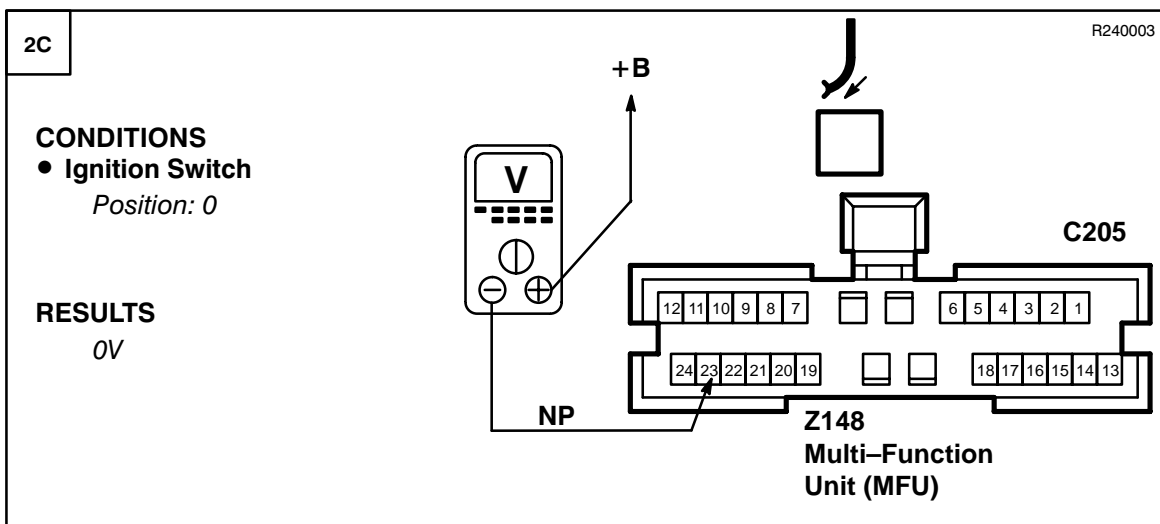 2C
R240003
+B
CONDITIONS
● Ignition Switch
Position: 0
V
C205
RESULTS
0V
12 11 10 9 8 7 6 5 4 3 2 1
24 23 22 21 20 19 18 17 16 15 14 13
NP
Z148
Multi–Function
Unit (MFU)